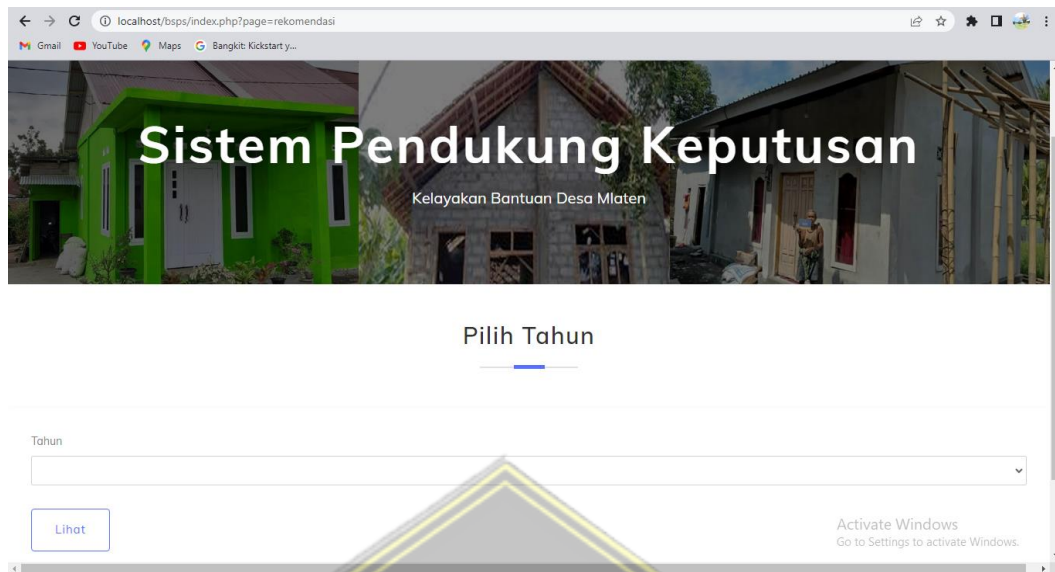 localhost/bsps/index.php?page=rekomendasi
Gmail YouTube Maps Bangkit: Kickstart y...
Sistem Pendukung Keputusan
Kelayakan Bantuan Desa Mlaten
Pilih Tahun
Tahun
Lihat
Activate Windows
Go to Settings to activate Windows.